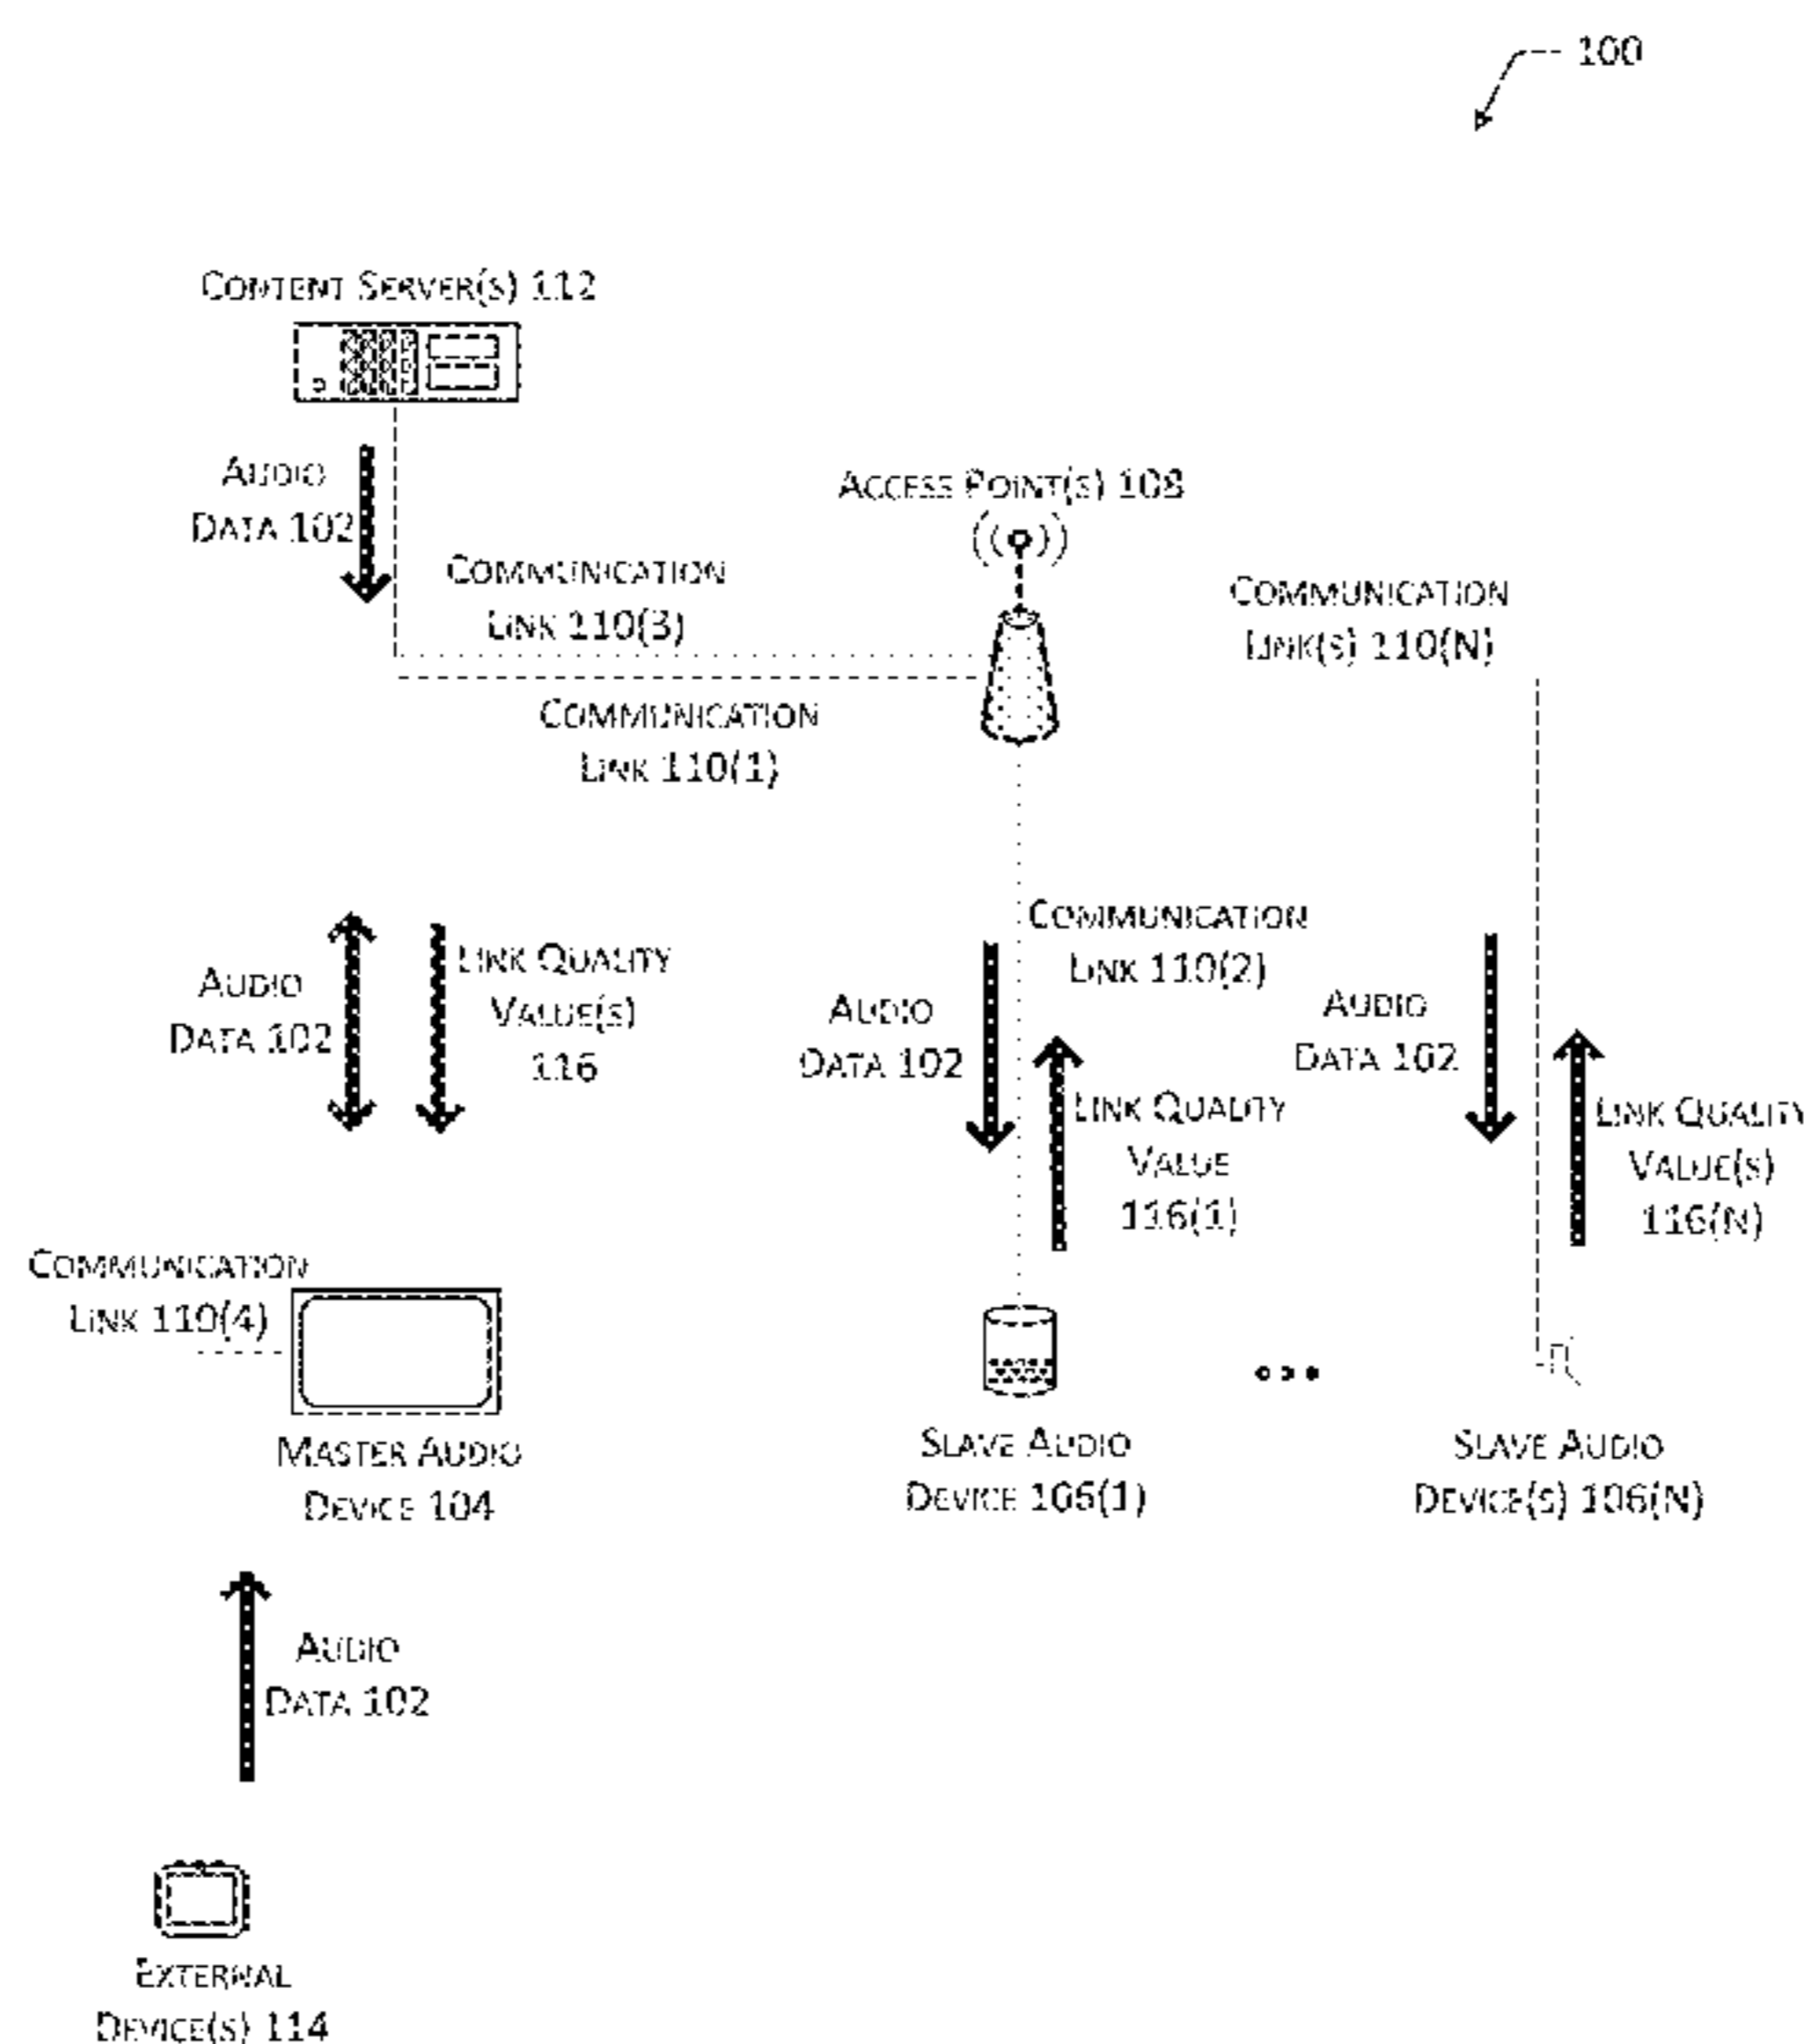 100
CONTENT SERVER(S) 112
AUDIO
DATA 102
ACCESS POINT(S) 108
COMMUNICATION
LINK 110(3)
COMMUNICATION
LINK(S) 110(N)
COMMUNICATION
LINK 110(1)
AUDIO
DATA 102
LINK QUALITY
VALUE(S)
116
COMMUNICATION
LINK 110(2)
AUDIO
DATA 102
LINK QUALITY
VALUE
116(1)
AUDIO
DATA 102
LINK QUALITY
VALUE(S)
116(N)
COMMUNICATION
LINK 110(4)
MASTER AUDIO
DEVICE 104
SLAVE AUDIO
DEVICE 106(1)
SLAVE AUDIO
DEVICE(S) 106(N)
AUDIO
DATA 102
EXTERNAL
DEVICE(S) 114